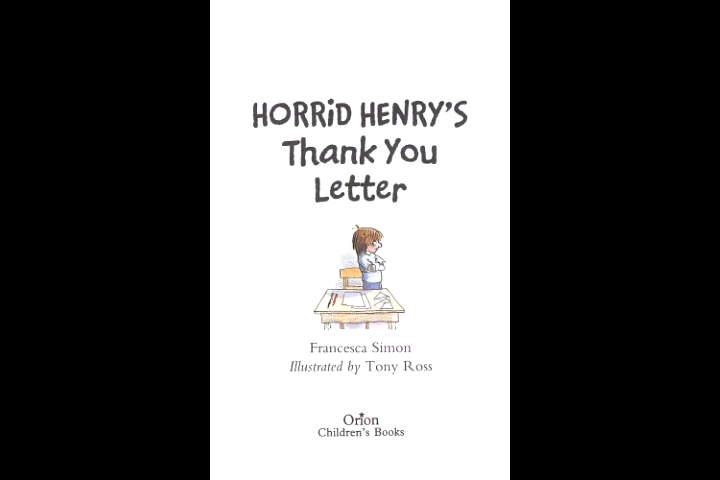 HORRiD HENRY'S
Thank You
Letter
Francesca Simon
Illustrated by Tony Ross
Orion
Children's Books